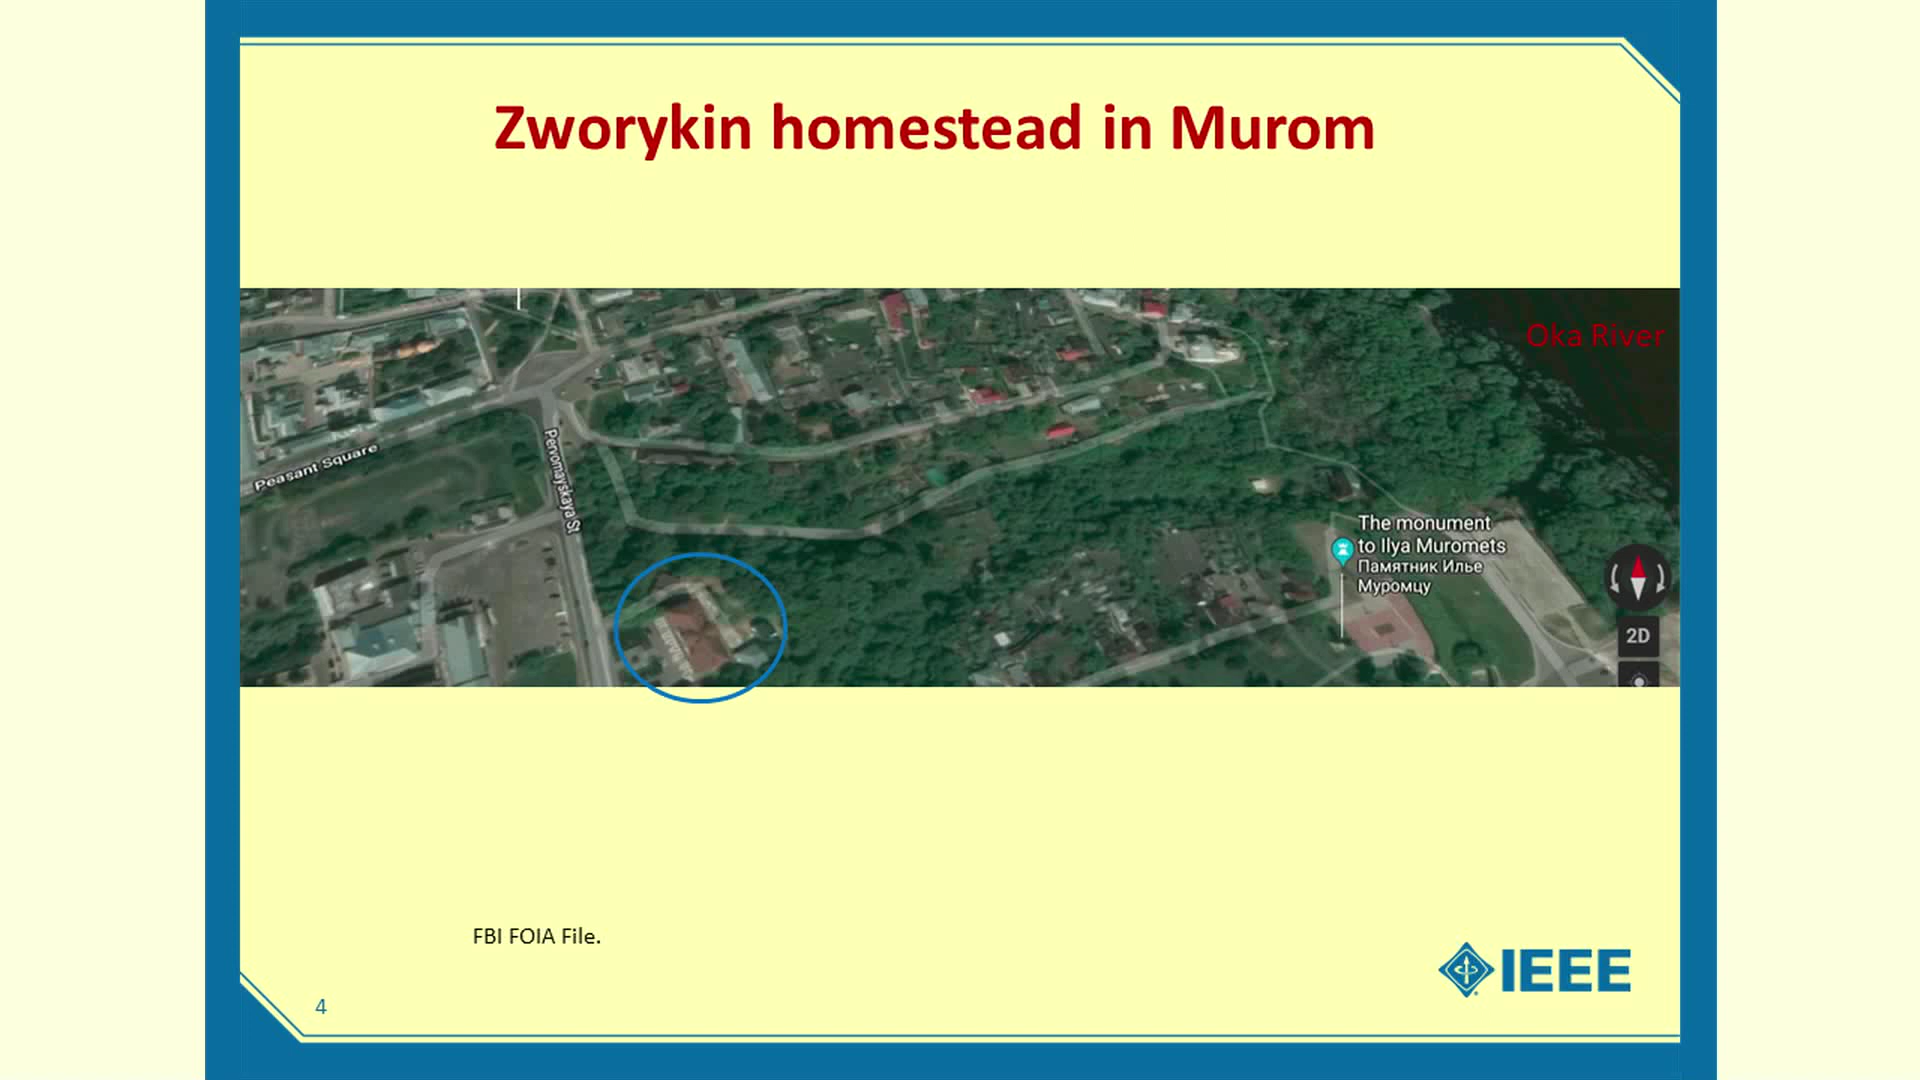 Zworykin homestead in Murom
Oka River
Peasant Square
Pervomayskaya St
The monument
to Ilya Muromets
Памятник Илье
Муромцу
2D
FBI FOIA File.
IEEE
4